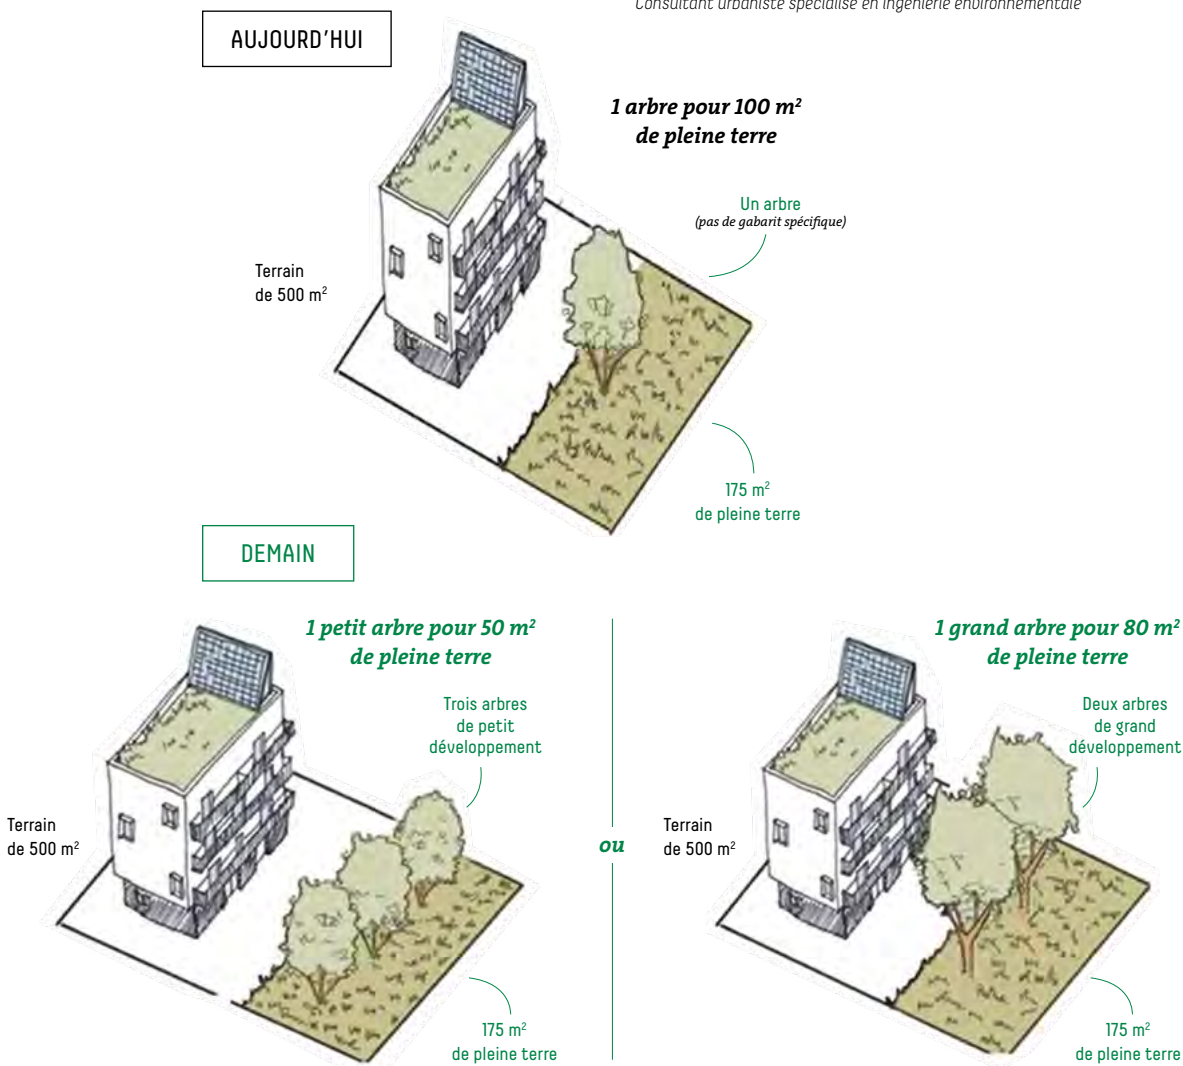 Consultant urbaniste spécialisé en ingénierie environnementale
AUJOURD'HUI
1 arbre pour 100 m²
de pleine terre
Un arbre
(pas de gabarit spécifique)
Terrain
de 500 m²
175 m²
de pleine terre
DEMAIN
1 petit arbre pour 50 m²
de pleine terre
Trois arbres
de petit
développement
Terrain
de 500 m²
175 m²
de pleine terre
ou
1 grand arbre pour 80 m²
de pleine terre
Deux arbres
de grand
développement
Terrain
de 500 m²
175 m²
de pleine terre